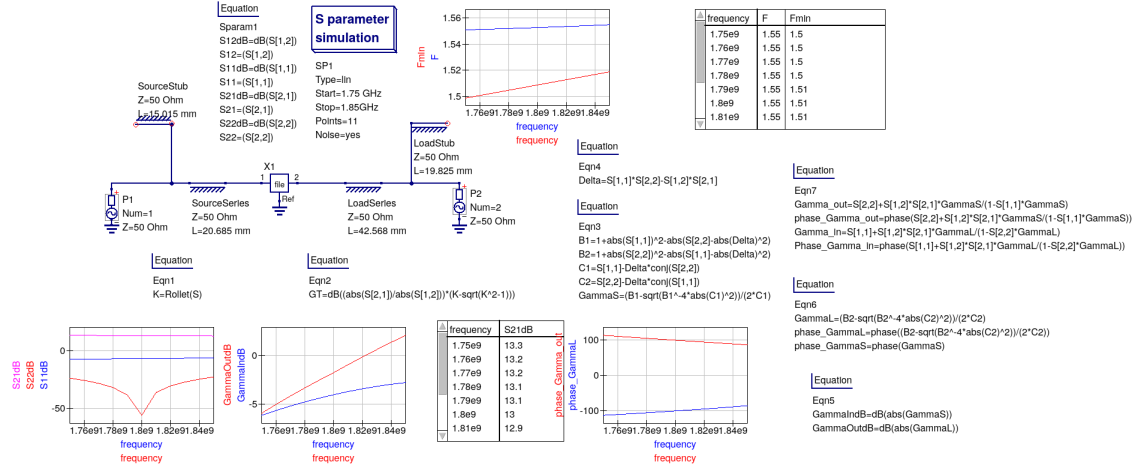 Equation
Sparam1
S12dB=dB(S[1,2])
S12=(S[1,2])
S11dB=dB(S[1,1])
S11=(S[1,1])
S21dB=dB(S[2,1])
S21=(S[2,1])
S22dB=dB(S[2,2])
S22=(S[2,2])
S parameter
simulation
SP1
Type=lin
Start=1.75 GHz
Stop=1.85GHz
Points=11
Noise=yes
SourceStub
Z=50 Ohm
L=15.015 mm
LoadStub
Z=50 Ohm
L=19.825 mm
P1
Num=1
Z=50 Ohm
SourceSeries
Z=50 Ohm
L=20.685 mm
X1
1
file
2
Ref
LoadSeries
Z=50 Ohm
L=42.568 mm
P2
Num=2
Z=50 Ohm
Fmin
F
1.56
1.54
1.52
1.5
1.76e9 1.78e9 1.8e9 1.82e9 1.84e9
frequency
frequency
frequency F Fmin
1.75e9 1.55 1.5
1.76e9 1.55 1.5
1.77e9 1.55 1.5
1.78e9 1.55 1.5
1.79e9 1.55 1.51
1.8e9 1.55 1.51
1.81e9 1.55 1.51
Equation
Eqn4
Delta=S[1,1]*S[2,2]-S[1,2]*S[2,1]
Equation
Eqn3
B1=1+abs(S[1,1])^2-abs(S[2,2]-abs(Delta)^2)
B2=1+abs(S[2,2])^2-abs(S[1,1]-abs(Delta)^2)
C1=S[1,1]-Delta*conj(S[2,2])
C2=S[2,2]-Delta*conj(S[1,1])
GammaS=(B1-sqrt(B1^-4*abs(C1)^2))/(2*C1)
Equation
Eqn7
Gamma_out=S[2,2]+S[1,2]*S[2,1]*GammaS/(1-S[1,1]*GammaS)
phase_Gamma_out=phase(S[2,2]+S[1,2]*S[2,1]*GammaS/(1-S[1,1]*GammaS))
Gamma_in=S[1,1]+S[1,2]*S[2,1]*GammaL/(1-S[2,2]*GammaL)
Phase_Gamma_in=phase(S[1,1]+S[1,2]*S[2,1]*GammaL/(1-S[2,2]*GammaL))
Equation
Eqn1
K=Rollet(S)
Equation
Eqn2
GT=dB((abs(S[2,1])/abs(S[1,2]))*(K-sqrt(K^2-1)))
Equation
Eqn6
GammaL=(B2-sqrt(B2^-4*abs(C2)^2))/(2*C2)
phase_GammaL=phase((B2-sqrt(B2^-4*abs(C2)^2))/(2*C2))
phase_GammaS=phase(GammaS)
S21dB
S22dB
S11dB
0
-50
1.76e9 1.78e9 1.8e9 1.82e9 1.84e9
frequency
frequency
GammaOutdB
GammaIndB
0
-5
1.76e9 1.78e9 1.8e9 1.82e9 1.84e9
frequency
frequency
frequency S21dB
1.75e9 13.3
1.76e9 13.2
1.77e9 13.2
1.78e9 13.1
1.79e9 13.1
1.8e9 13
1.81e9 12.9
phase_Gamma_out
phase_GammaL
100
0
-100
1.76e9 1.78e9 1.8e9 1.82e9 1.84e9
frequency
frequency
Equation
Eqn5
GammaIndB=dB(abs(GammaS))
GammaOutdB=dB(abs(GammaL))